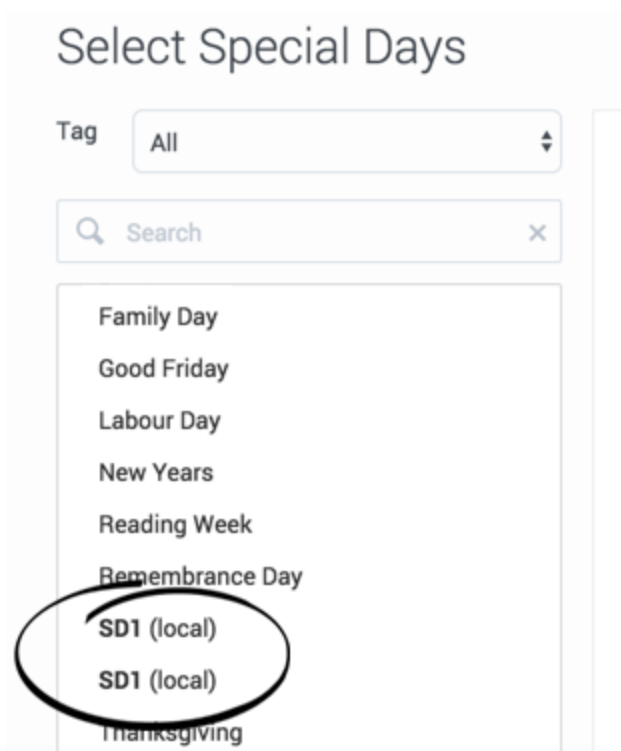 Select Special Days
Tag All
Search
Family Day
Good Friday
Labour Day
New Years
Reading Week
Remembrance Day
SD1 (local)
SD1 (local)
Thanksgiving